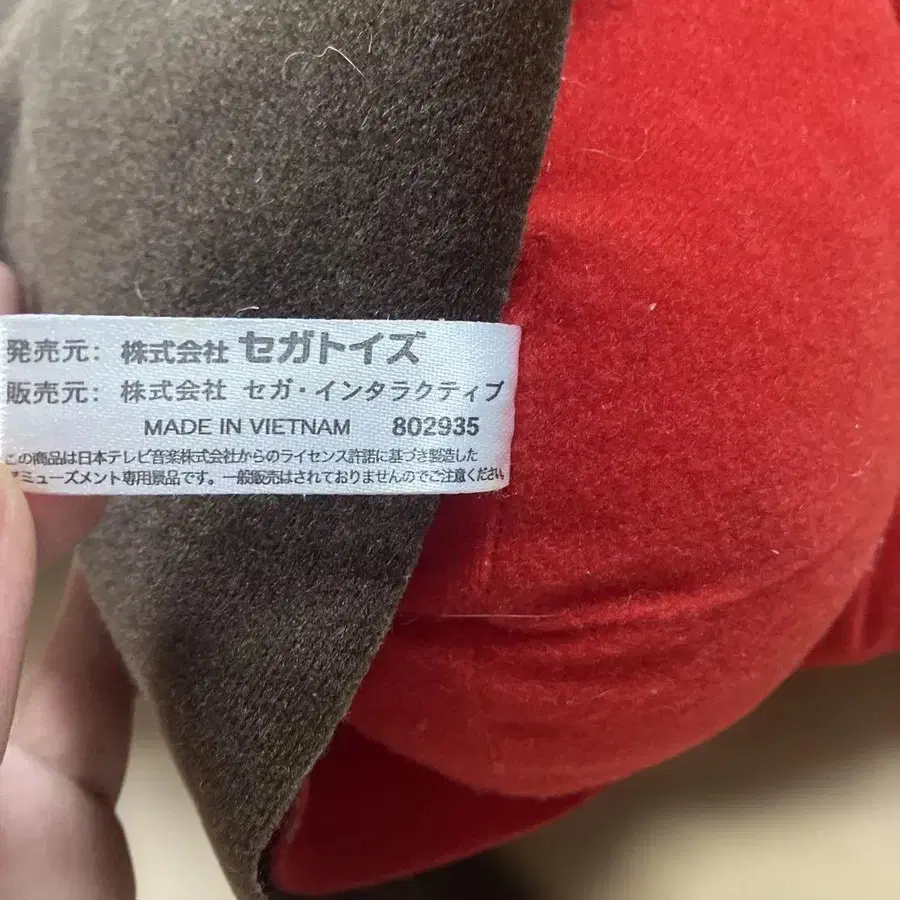 発売元: 株式会社 セガトイズ
販売元: 株式会社 セガ・インタラクティブ
MADE IN VIETNAM 802935
この商品は日本テレビ音楽株式会社からのライセンス許諾に基づき製造した
アミューズメント専用景品です。一般販売はされておりませんのでご注意ください。